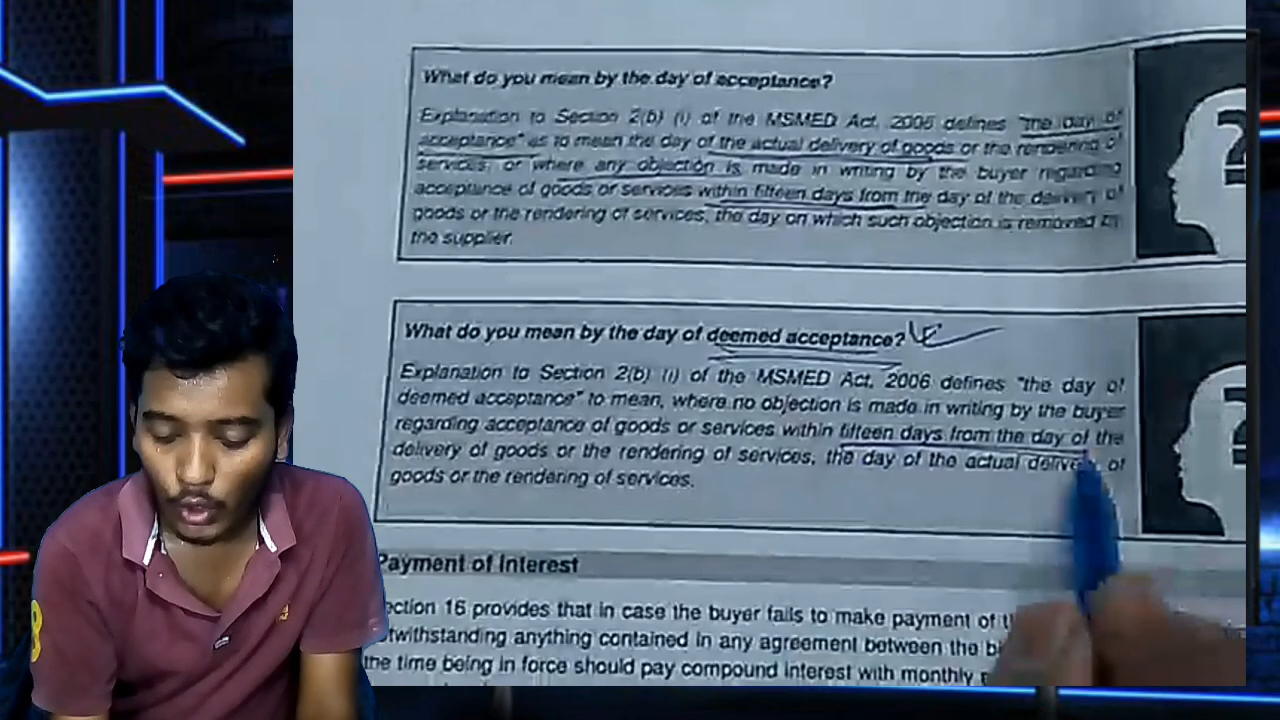 What do you mean by the day of acceptance?
Explanation to Section 2(b) (i) of the MSMED Act, 2006 defines "the day of
acceptance" as to mean the day of the actual delivery of goods or the rendering of
services; or where any objection is made in writing by the buyer regarding
acceptance of goods or services within fifteen days from the day of the delivery of
goods or the rendering of services, the day on which such objection is removed by
the supplier.
What do you mean by the day of deemed acceptance?
Explanation to Section 2(b) (i) of the MSMED Act, 2006 defines "the day of
deemed acceptance" to mean, where no objection is made in writing by the buyer
regarding acceptance of goods or services within fifteen days from the day of the
delivery of goods or the rendering of services, the day of the actual delivery of
goods or the rendering of services.
Payment of Interest
ection 16 provides that in case the buyer fails to make payment of
twithstanding anything contained in any agreement between the
the time being in force should pay compound interest with monthly